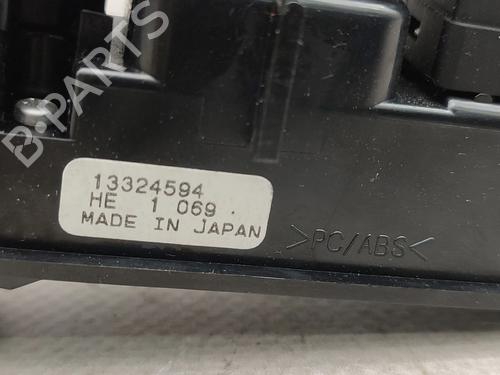 B-PARTS
13324594
HE 1 069
MADE IN JAPAN
>PC/ABS<